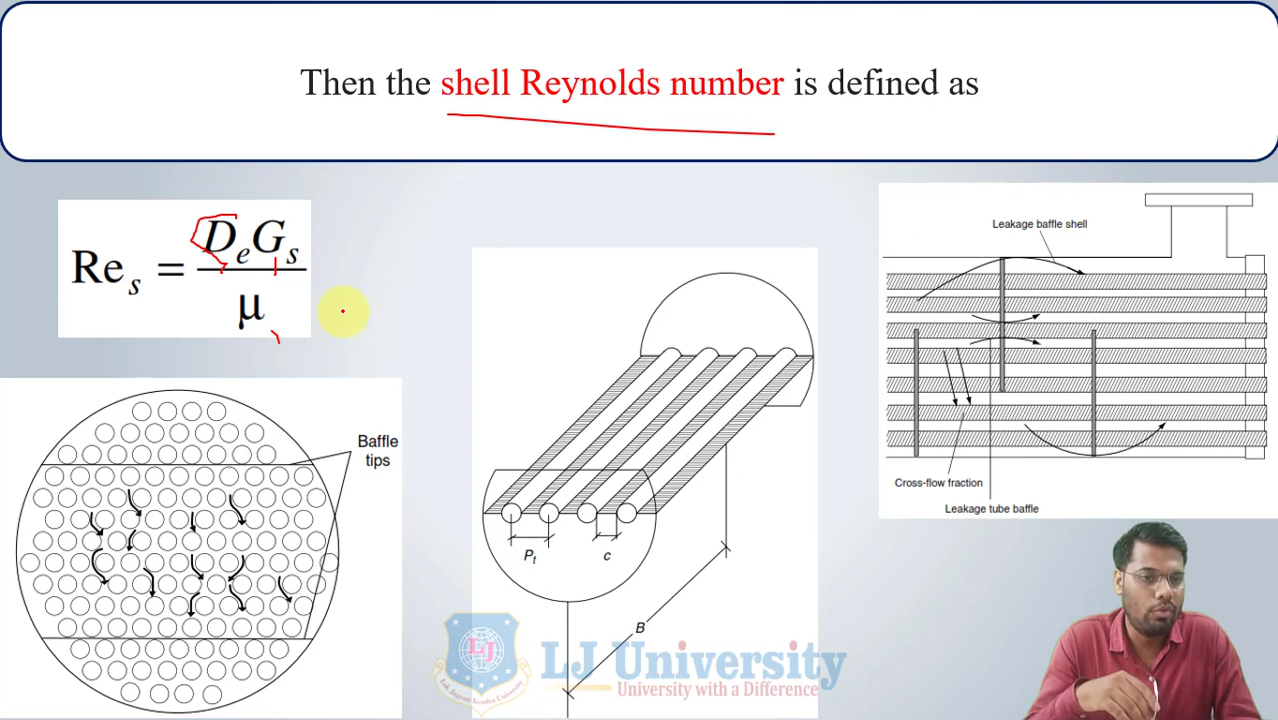 Then the shell Reynolds number is defined as
Re_s = D_e G_s / μ
Baffle
tips
P_t
c
B
Leakage baffle shell
Cross-flow fraction
Leakage tube baffle
LJ
LJ University
University with a Difference